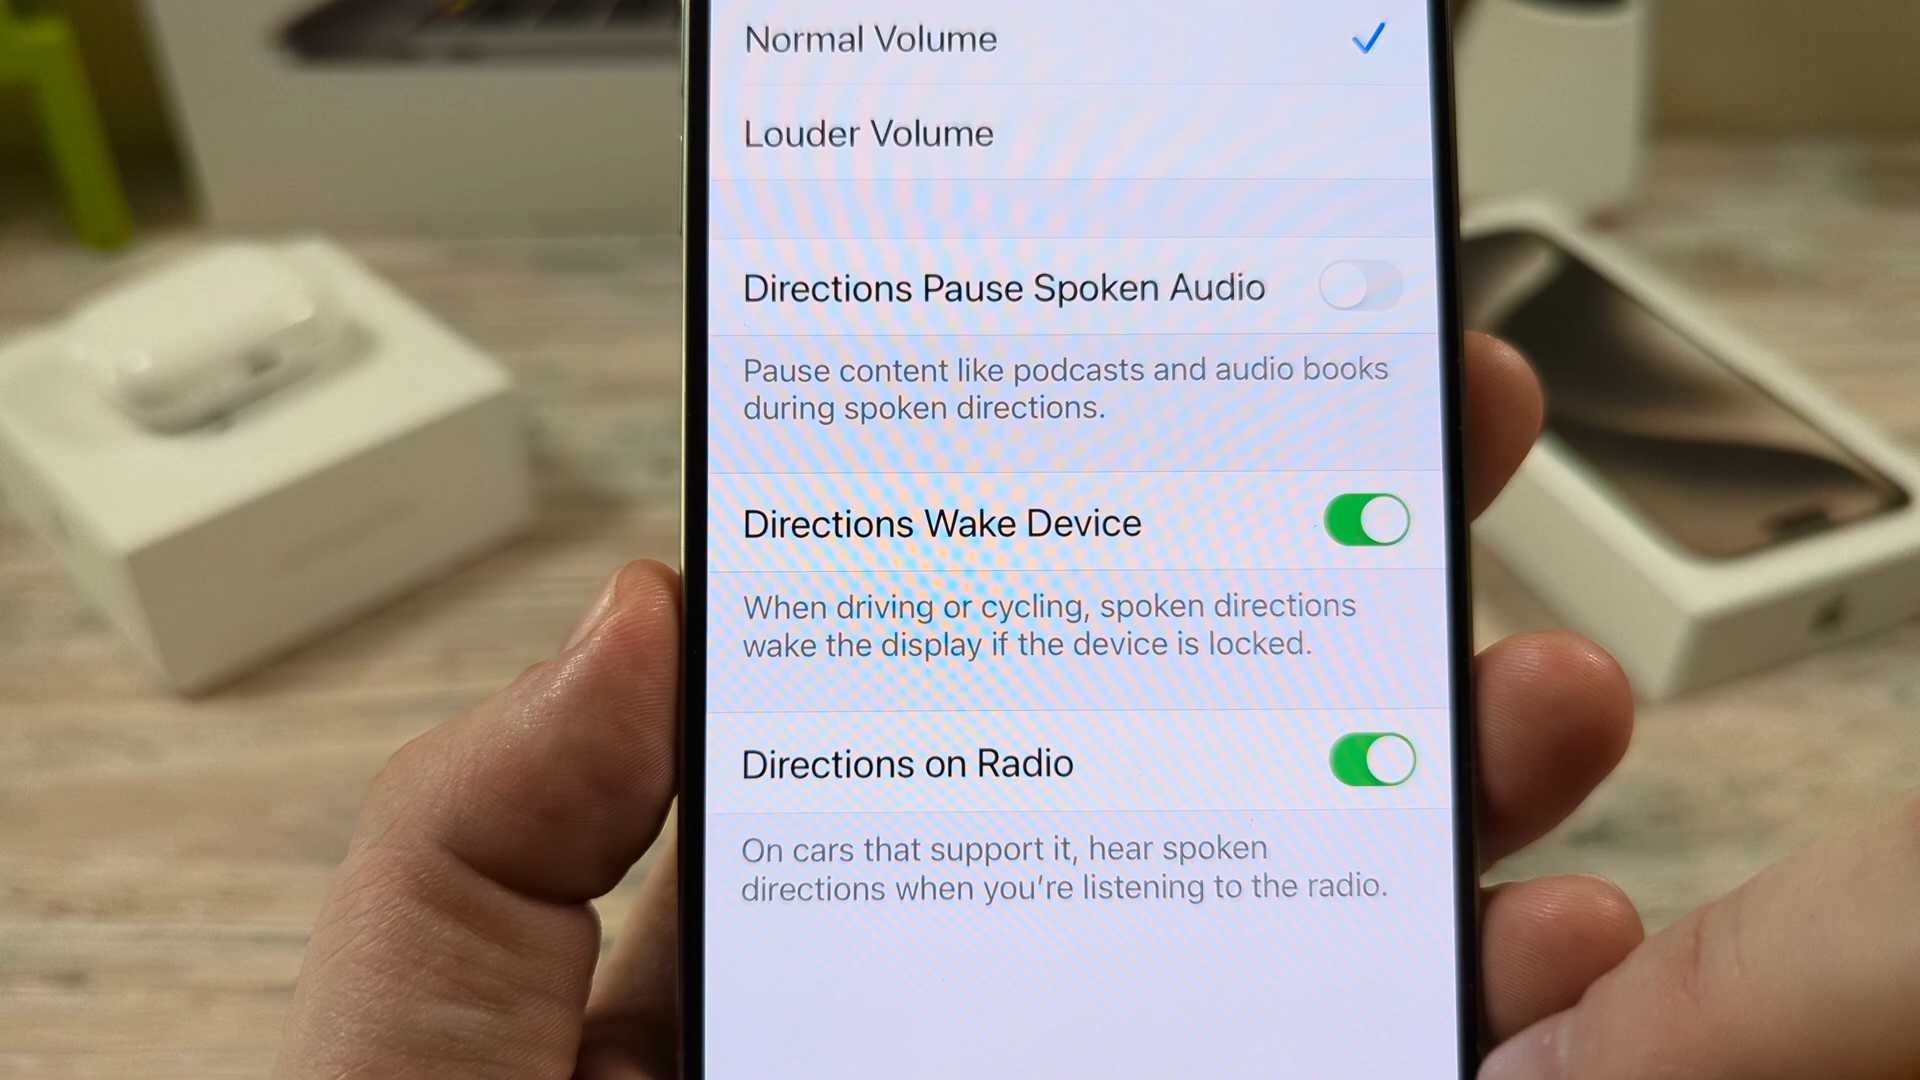 Normal Volume
Louder Volume
Directions Pause Spoken Audio
Pause content like podcasts and audio books
during spoken directions.
Directions Wake Device
When driving or cycling, spoken directions
wake the display if the device is locked.
Directions on Radio
On cars that support it, hear spoken
directions when you’re listening to the radio.